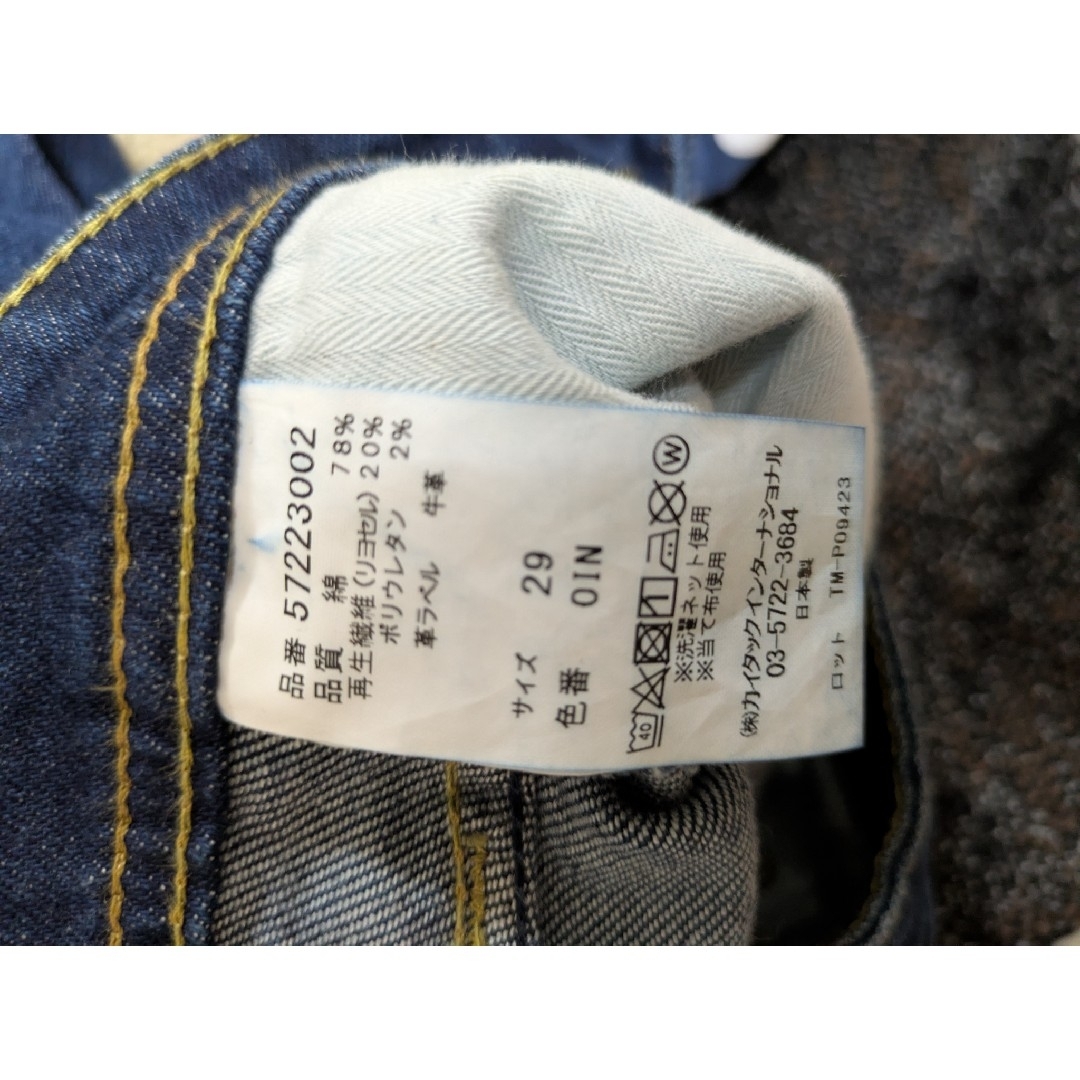 品番 57223002
品質 綿 78%
再生繊維(リヨセル)20%
ポリウレタン 2%
革ラベル 牛革
サイズ 29
色番 0IN
40 W
※洗濯ネット使用
※当て布使用
㈱カイタックインターナショナル
03-5722-3684
日本製
ロット TM-P09423